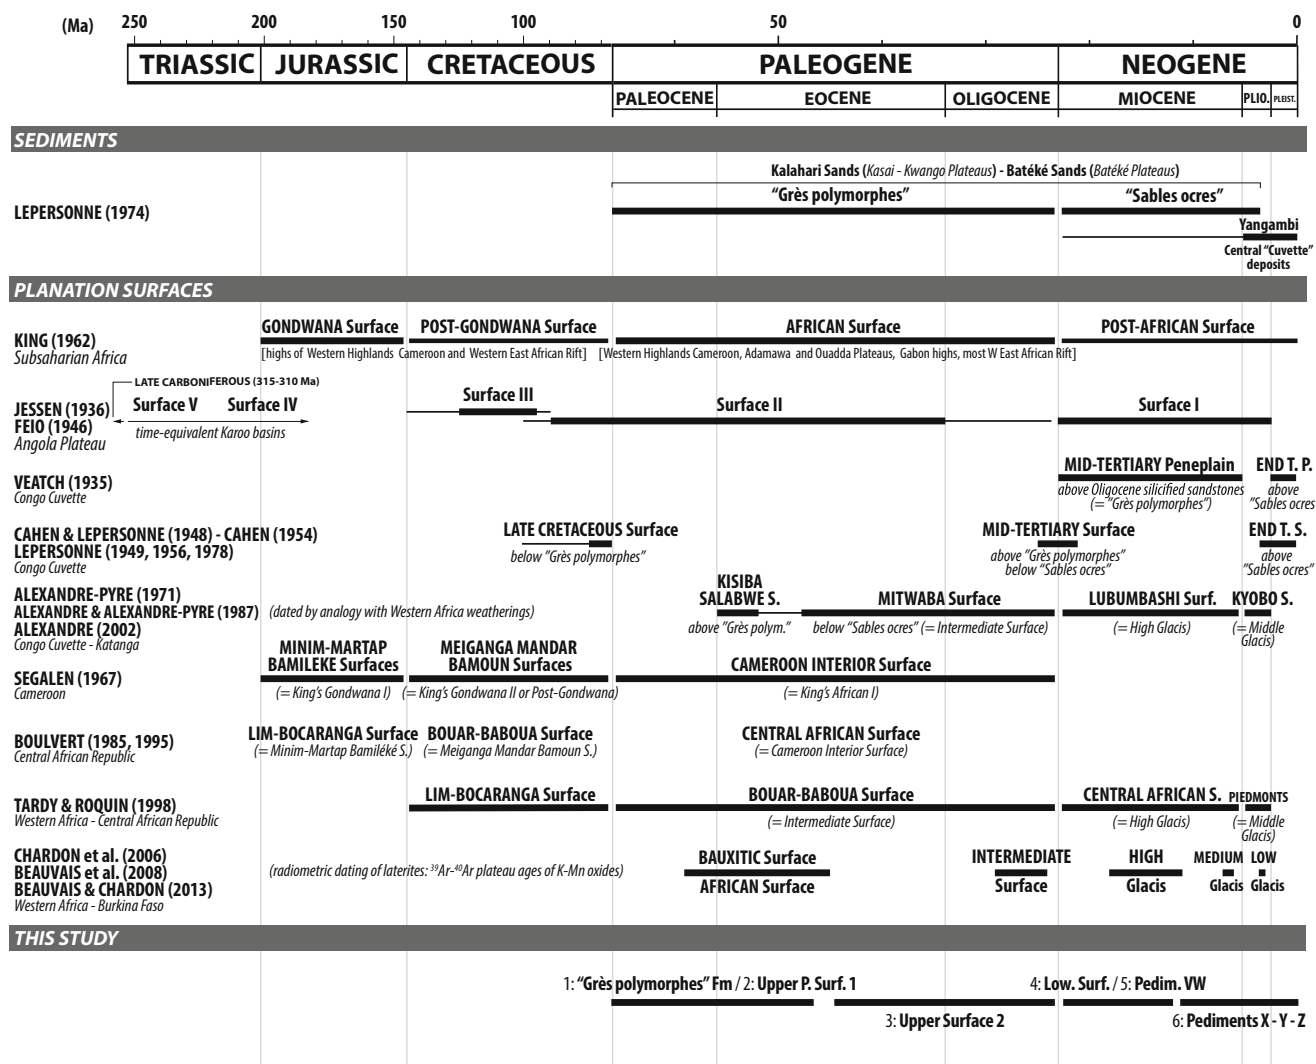 (Ma) 250 200 150 100 50 0
TRIASSIC JURASSIC CRETACEOUS PALEOGENE NEOGENE
PALEOCENE EOCENE OLIGOCENE MIOCENE PLIO. PLEIST.
SEDIMENTS
Kalahari Sands (Kasai - Kwango Plateaus) - Batéké Sands (Batéké Plateaus)
"Grès polymorphes" "Sables ocres"
LEPERSONNE (1974)
Yangambi
Central "Cuvette"
deposits
PLANATION SURFACES
KING (1962)
Subsaharian Africa
GONDWANA Surface POST-GONDWANA Surface AFRICAN Surface POST-AFRICAN Surface
[highs of Western Highlands Cameroon and Western East African Rift] [Western Highlands Cameroon, Adamawa and Ouadda Plateaus, Gabon highs, most W East African Rift]
LATE CARBONIFEROUS (315-310 Ma)
JESSEN (1936)
FEIO (1946)
Angola Plateau
Surface V Surface IV Surface III Surface II Surface I
time-equivalent Karoo basins
VEATCH (1935)
Congo Cuvette
MID-TERTIARY Peneplain END T. P.
above Oligocene silicified sandstones above
(= "Grès polymorphes") "Sables ocres
CAHEN & LEPERSONNE (1948) - CAHEN (1954)
LEPERSONNE (1949, 1956, 1978)
Congo Cuvette
LATE CRETACEOUS Surface MID-TERTIARY Surface END T. S.
below "Grès polymorphes" above "Grès polymorphes" above
below "Sables ocres" "Sables ocres"
ALEXANDRE-PYRE (1971)
ALEXANDRE & ALEXANDRE-PYRE (1987) (dated by analogy with Western Africa weatherings)
ALEXANDRE (2002)
Congo Cuvette - Katanga
KISIBA
SALABWE S. MITWABA Surface LUBUMBASHI Surf. KYOBO S.
above "Grès polym." below "Sables ocres" (= Intermediate Surface) (= High Glacis) (= Middle
Glacis)
SEGALEN (1967)
Cameroon
MINIM-MARTAP MEIGANGA MANDAR
BAMILEKE Surfaces BAMOUN Surfaces CAMEROON INTERIOR Surface
(= King's Gondwana I) (= King's Gondwana II or Post-Gondwana) (= King's African I)
BOULVERT (1985, 1995)
Central African Republic
LIM-BOCARANGA Surface BOUAR-BABOUA Surface CENTRAL AFRICAN Surface
(= Minim-Martap Bamiléké S.) (= Meiganga Mandar Bamoun S.) (= Cameroon Interior Surface)
TARDY & ROQUIN (1998)
Western Africa - Central African Republic
LIM-BOCARANGA Surface BOUAR-BABOUA Surface CENTRAL AFRICAN S. PIEDMONTS
(= Intermediate Surface) (= High Glacis) (= Middle
Glacis)
CHARDON et al. (2006)
BEAUVAIS et al. (2008) (radiometric dating of laterites: ³⁹Ar-⁴⁰Ar plateau ages of K-Mn oxides)
BEAUVAIS & CHARDON (2013)
Western Africa - Burkina Faso
BAUXITIC Surface INTERMEDIATE HIGH MEDIUM LOW
AFRICAN Surface Surface Glacis Glacis Glacis
THIS STUDY
1: "Grès polymorphes" Fm / 2: Upper P. Surf. 1 4: Low. Surf. / 5: Pedim. VW
3: Upper Surface 2 6: Pediments X - Y - Z